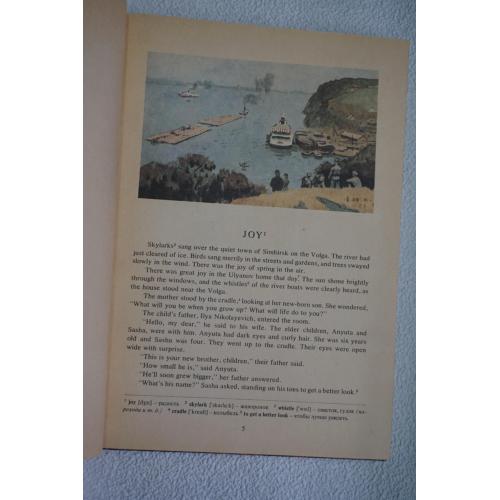 JOY¹
Skylarks² sang over the quiet town of Simbirsk on the Volga. The river had
just cleared of ice. Birds sang merrily in the streets and gardens, and trees swayed
slowly in the wind. There was the joy of spring in the air.
There was great joy in the Ulyanov home that day. The sun shone brightly
through the windows, and the whistles³ of the river boats were clearly heard, as
the house stood near the Volga.
The mother stood by the cradle,⁴ looking at her new-born son. She wondered,
"What will you be when you grow up? What will life do to you?"
The child's father, Ilya Nikolayevich, entered the room.
"Hello, my dear," he said to his wife. The elder children, Anyuta and
Sasha, were with him. Anyuta had dark eyes and curly hair. She was six years
old and Sasha was four. They went up to the cradle. Their eyes were open
wide with surprise.
"This is your new brother, children," their father said.
"How small he is," said Anyuta.
"He'll soon grow bigger," her father answered.
"What's his name?" Sasha asked, standing on his toes to get a better look.⁵
¹ joy [dʒɔɪ] – радость ² skylark ['skaɪlɑ:k] – жаворонок ³ whistle ['wɪsl] – свисток, гудок (па-
рохода и т. д.) ⁴ cradle ['kreɪdl] – колыбель ⁵ to get a better look – чтобы лучше увидеть
5